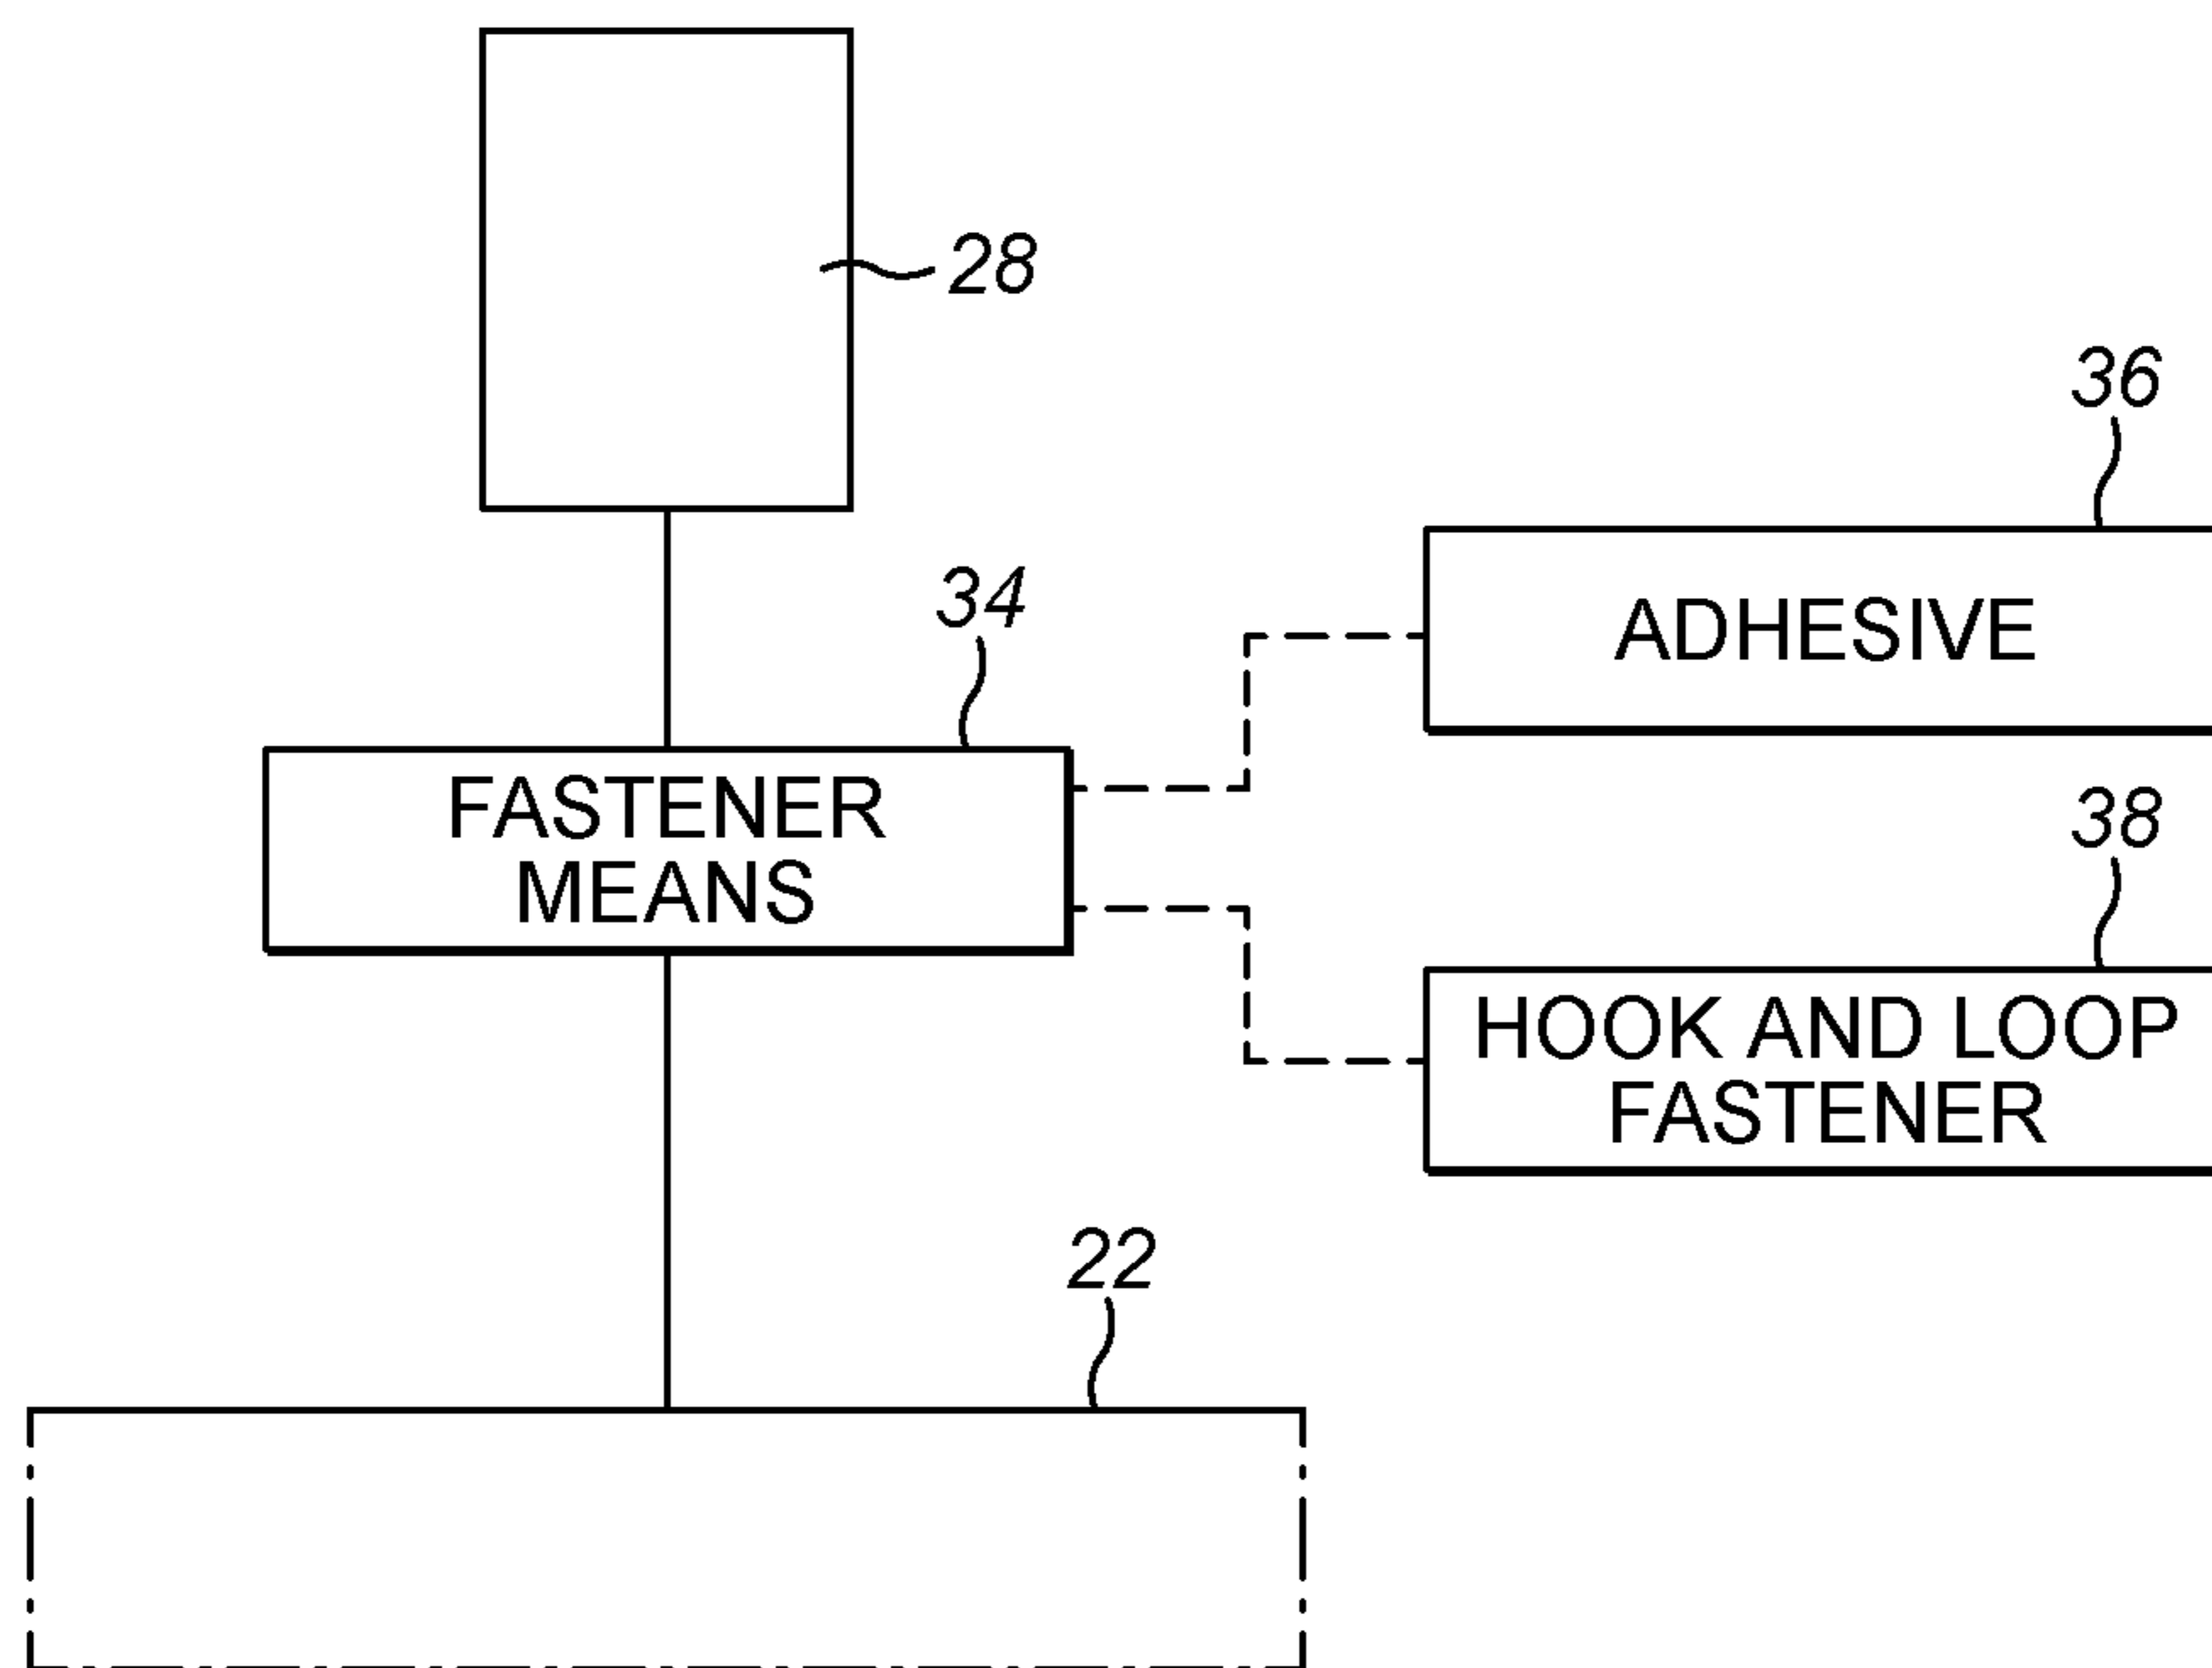 28
36
34
ADHESIVE
FASTENER
MEANS
38
HOOK AND LOOP
FASTENER
22